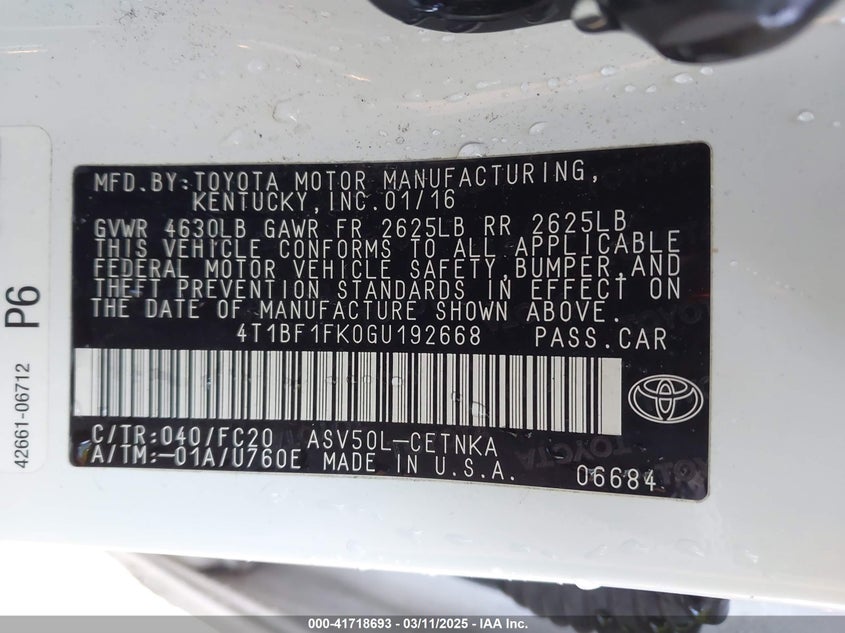 MFD.BY:TOYOTA MOTOR MANUFACTURING,
KENTUCKY,INC.01/16
GVWR 4630LB GAWR FR 2625LB RR 2625LB
THIS VEHICLE CONFORMS TO ALL APPLICABLE
FEDERAL MOTOR VEHICLE SAFETY,BUMPER,AND
THEFT PREVENTION STANDARDS IN EFFECT ON
THE DATE OF MANUFACTURE SHOWN ABOVE.
4T1BF1FK0GU192668 PASS.CAR
C/TR:040/FC20 ASV50L-CETNKA
A/TM:-01A/U760E MADE IN U.S.A. 06684
42661-06712 P6
TOYOTA
000-41718693 - 03/11/2025 - IAA Inc.